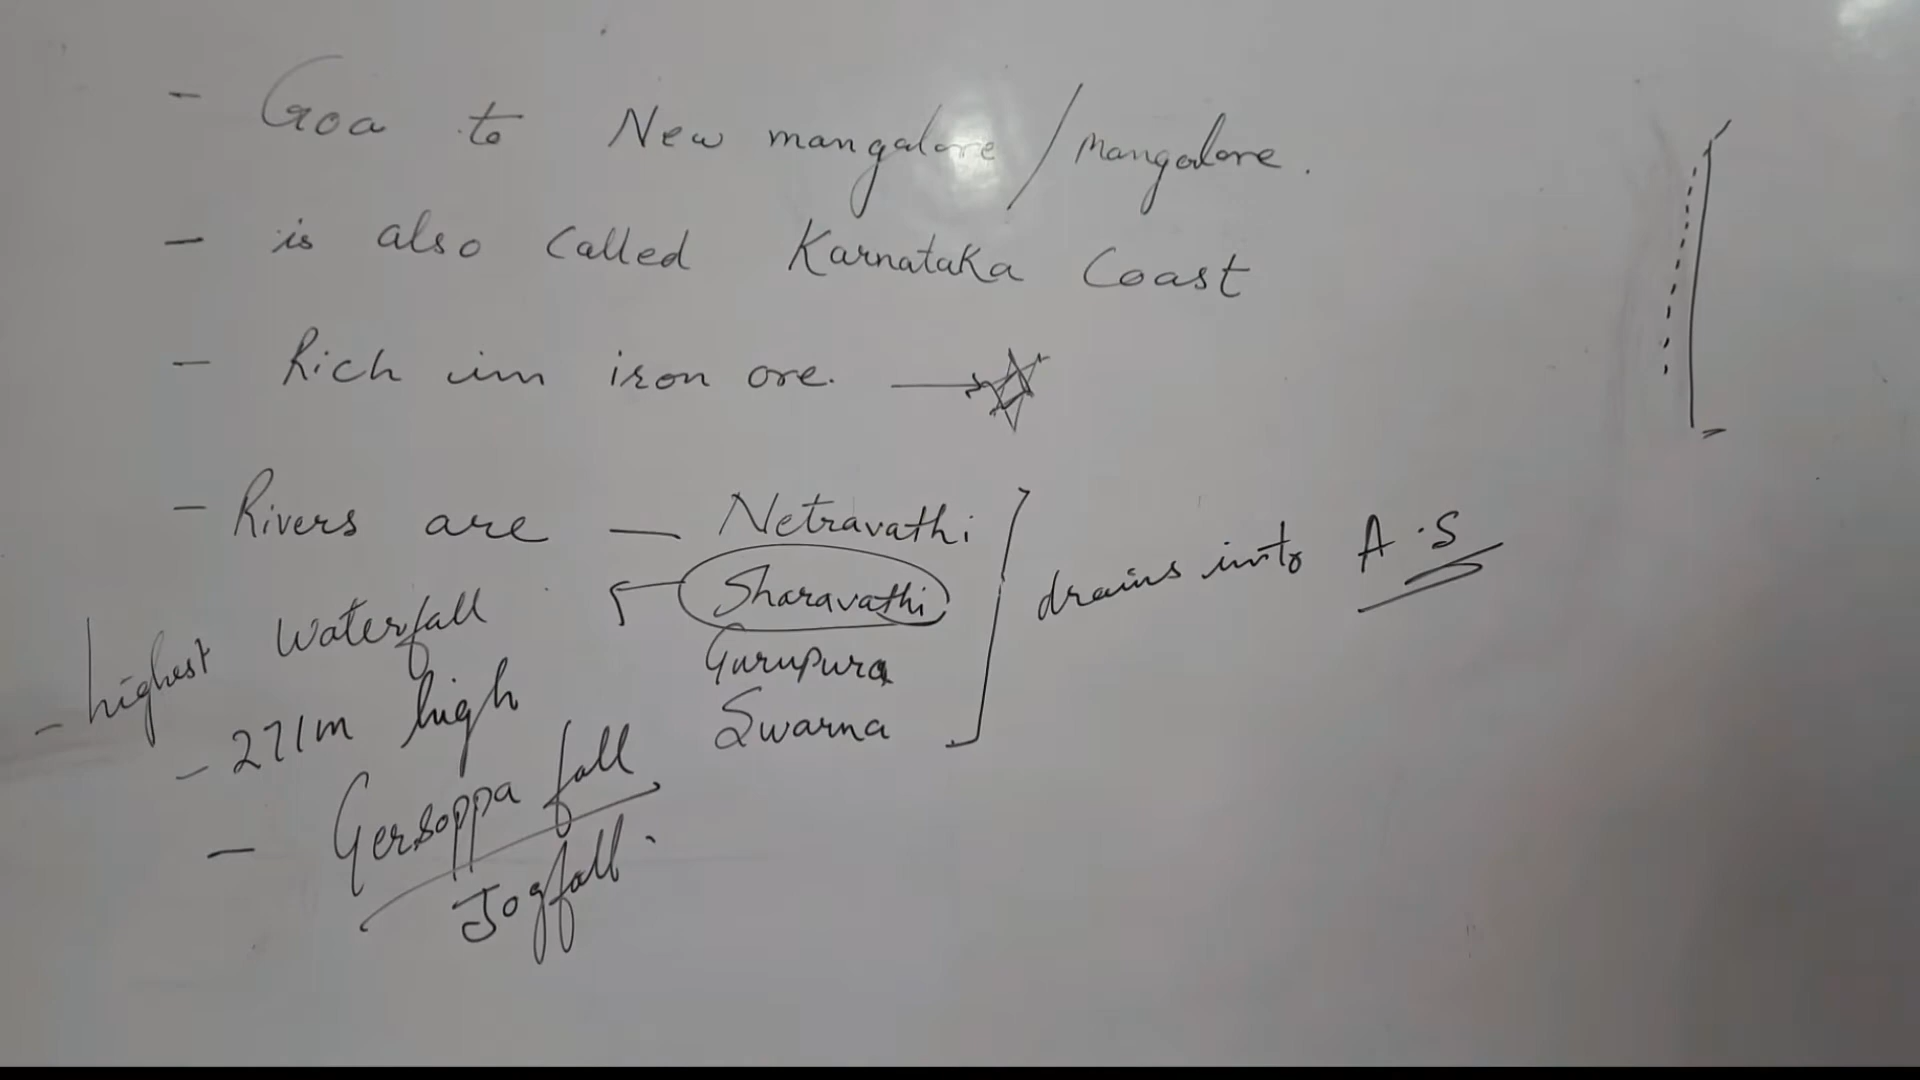 - Goa to New mangalore / Mangalore.
- is also called Karnataka Coast
- Rich in iron ore. →
- Rivers are — Netravathi
Sharavathi
Gurupura
Swarna
drains into A.S
- highest waterfall
- 271m high
- Gersoppa fall
Jogfall.